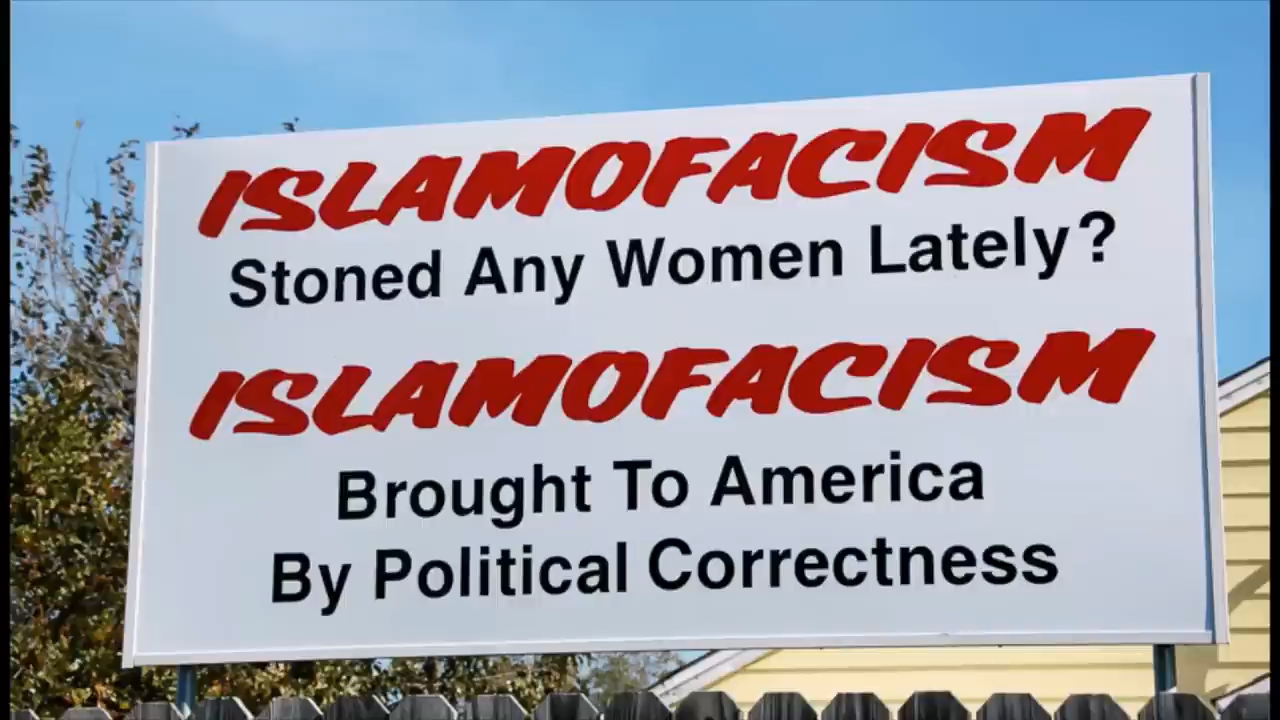 ISLAMOFACISM
Stoned Any Women Lately?
ISLAMOFACISM
Brought To America
By Political Correctness